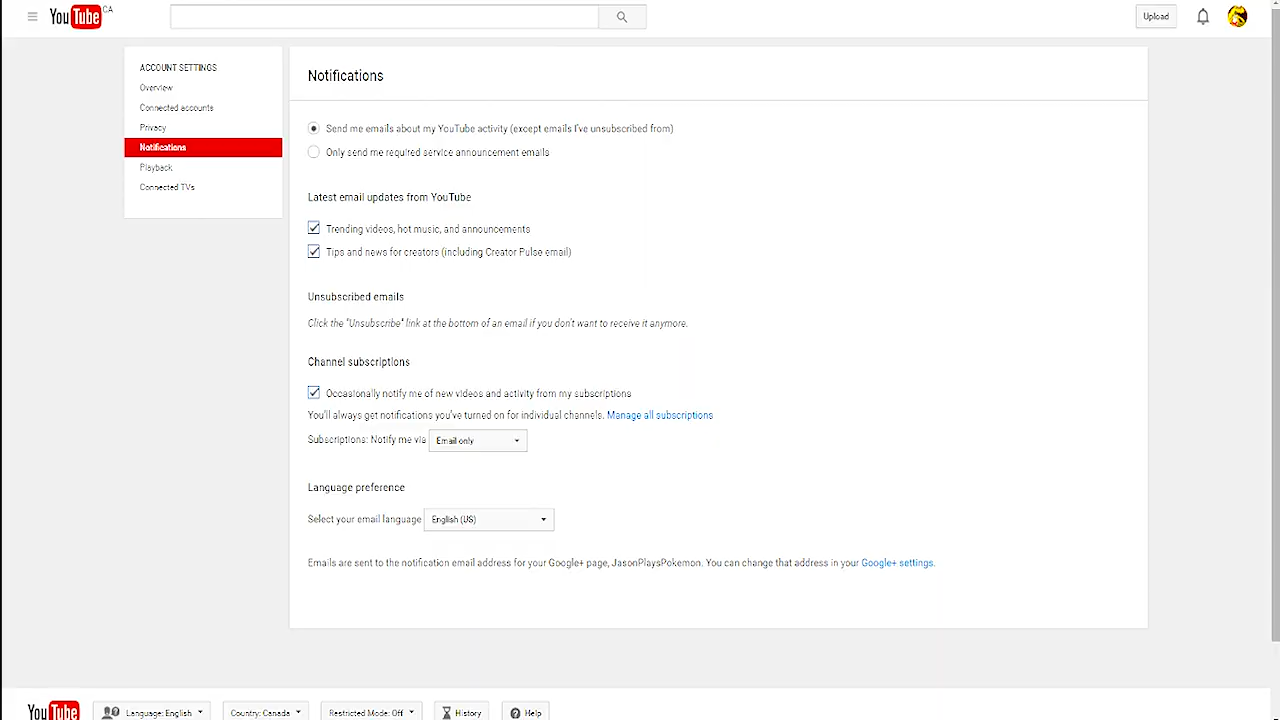 YouTube CA
Upload
ACCOUNT SETTINGS
Overview
Connected accounts
Privacy
Notifications
Playback
Connected TVs
Notifications
Send me emails about my YouTube activity (except emails I've unsubscribed from)
Only send me required service announcement emails
Latest email updates from YouTube
Trending videos, hot music, and announcements
Tips and news for creators (including Creator Pulse email)
Unsubscribed emails
Click the "Unsubscribe" link at the bottom of an email if you don't want to receive it anymore.
Channel subscriptions
Occasionally notify me of new videos and activity from my subscriptions
You'll always get notifications you've turned on for individual channels. Manage all subscriptions
Subscriptions: Notify me via Email only
Language preference
Select your email language English (US)
Emails are sent to the notification email address for your Google+ page, JasonPlaysPokemon. You can change that address in your Google+ settings.
YouTube Language: English Country: Canada Restricted Mode: Off History Help